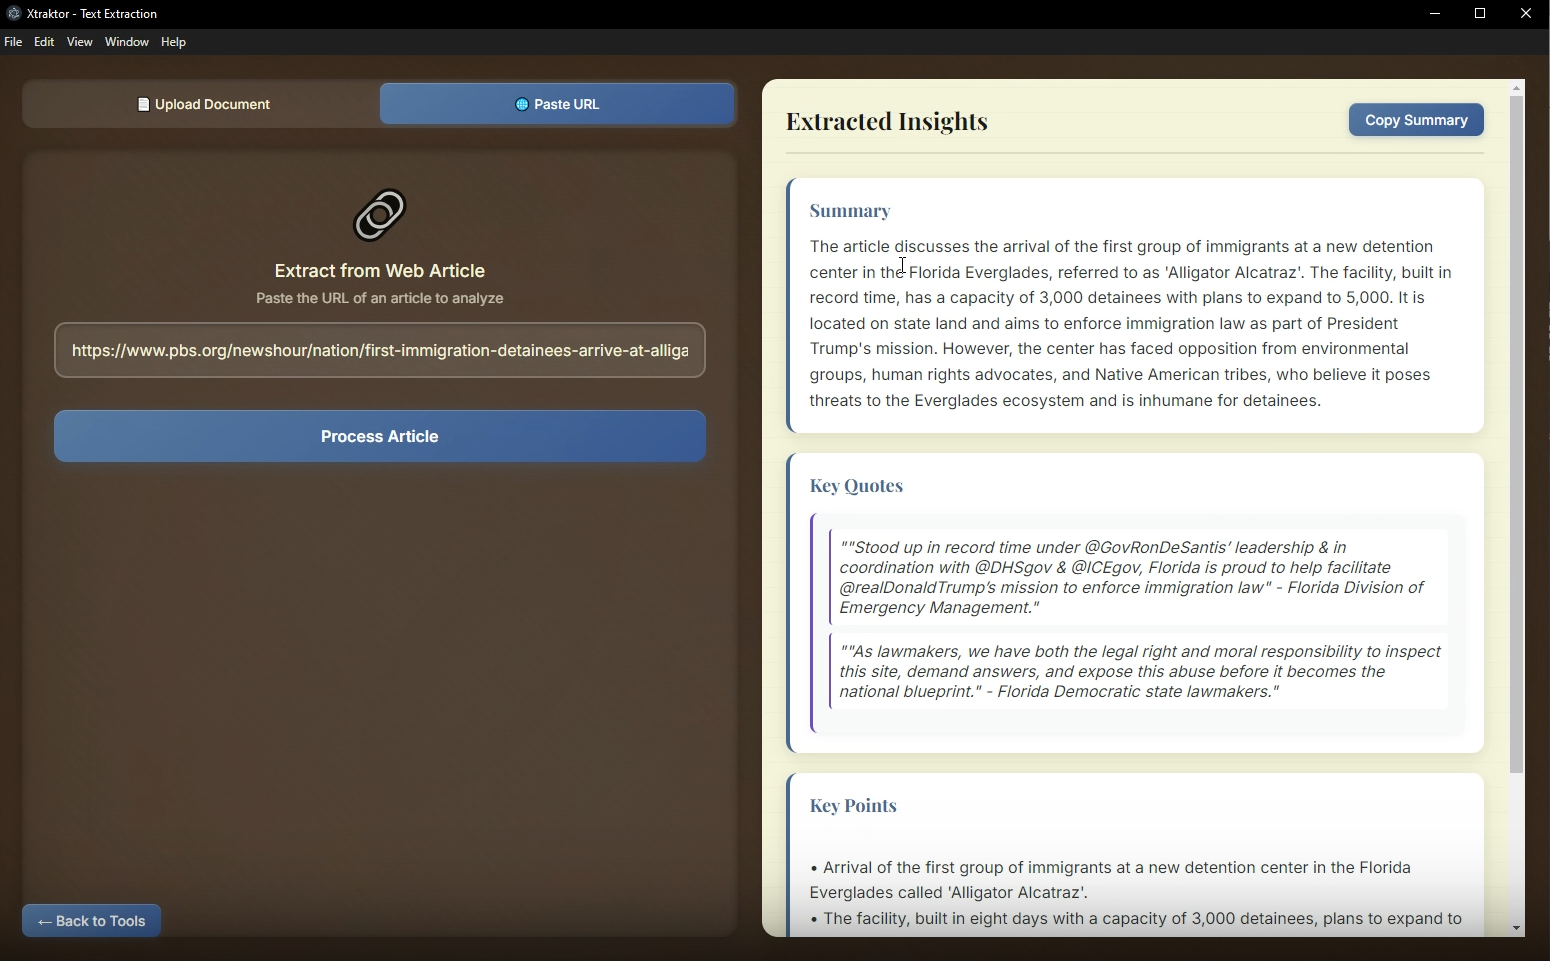 Xtraktor - Text Extraction
File Edit View Window Help
📄 Upload Document
🌐 Paste URL
Extract from Web Article
Paste the URL of an article to analyze
https://www.pbs.org/newshour/nation/first-immigration-detainees-arrive-at-alliga
Process Article
← Back to Tools
Extracted Insights
Copy Summary
Summary
The article discusses the arrival of the first group of immigrants at a new detention
center in the Florida Everglades, referred to as 'Alligator Alcatraz'. The facility, built in
record time, has a capacity of 3,000 detainees with plans to expand to 5,000. It is
located on state land and aims to enforce immigration law as part of President
Trump's mission. However, the center has faced opposition from environmental
groups, human rights advocates, and Native American tribes, who believe it poses
threats to the Everglades ecosystem and is inhumane for detainees.
Key Quotes
""Stood up in record time under @GovRonDeSantis’ leadership & in
coordination with @DHSgov & @ICEgov, Florida is proud to help facilitate
@realDonaldTrump’s mission to enforce immigration law" - Florida Division of
Emergency Management."
""As lawmakers, we have both the legal right and moral responsibility to inspect
this site, demand answers, and expose this abuse before it becomes the
national blueprint." - Florida Democratic state lawmakers."
Key Points
• Arrival of the first group of immigrants at a new detention center in the Florida
Everglades called 'Alligator Alcatraz'.
• The facility, built in eight days with a capacity of 3,000 detainees, plans to expand to